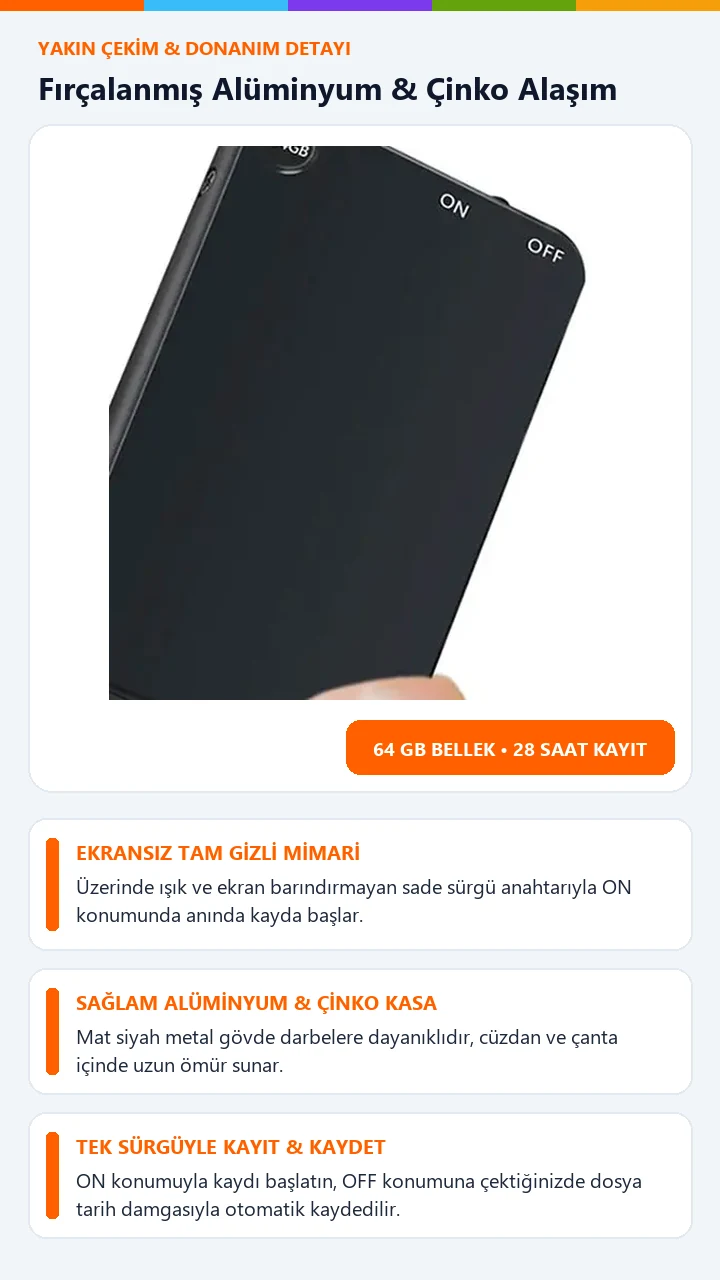 YAKIN ÇEKİM & DONANIM DETAYI
Fırçalanmış Alüminyum & Çinko Alaşım
GB
ON
OFF
64 GB BELLEK • 28 SAAT KAYIT
EKRANSIZ TAM GİZLİ MİMARİ
Üzerinde ışık ve ekran barındırmayan sade sürgü anahtarıyla ON
konumunda anında kayda başlar.
SAĞLAM ALÜMİNYUM & ÇİNKO KASA
Mat siyah metal gövde darbelere dayanıklıdır, cüzdan ve çanta
içinde uzun ömür sunar.
TEK SÜRGÜYLE KAYIT & KAYDET
ON konumuyla kaydı başlatın, OFF konumuna çektiğinizde dosya
tarih damgasıyla otomatik kaydedilir.